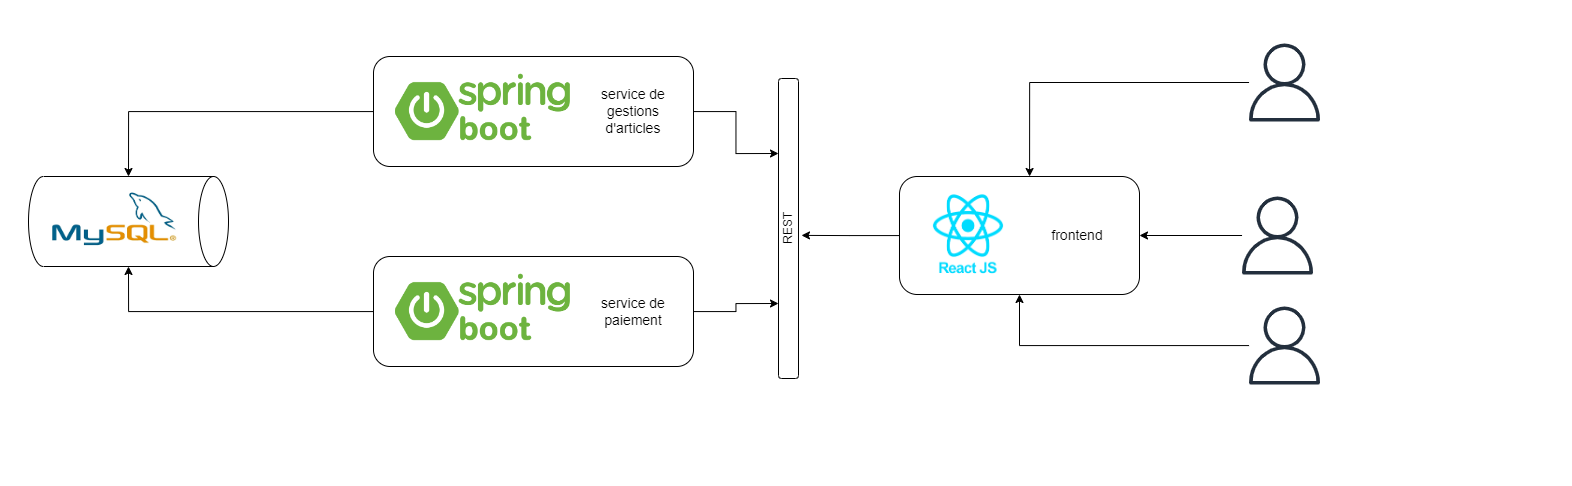 spring
boot
service de
gestions
d'articles
MySQL®
REST
React JS
frontend
spring
boot
service de
paiement